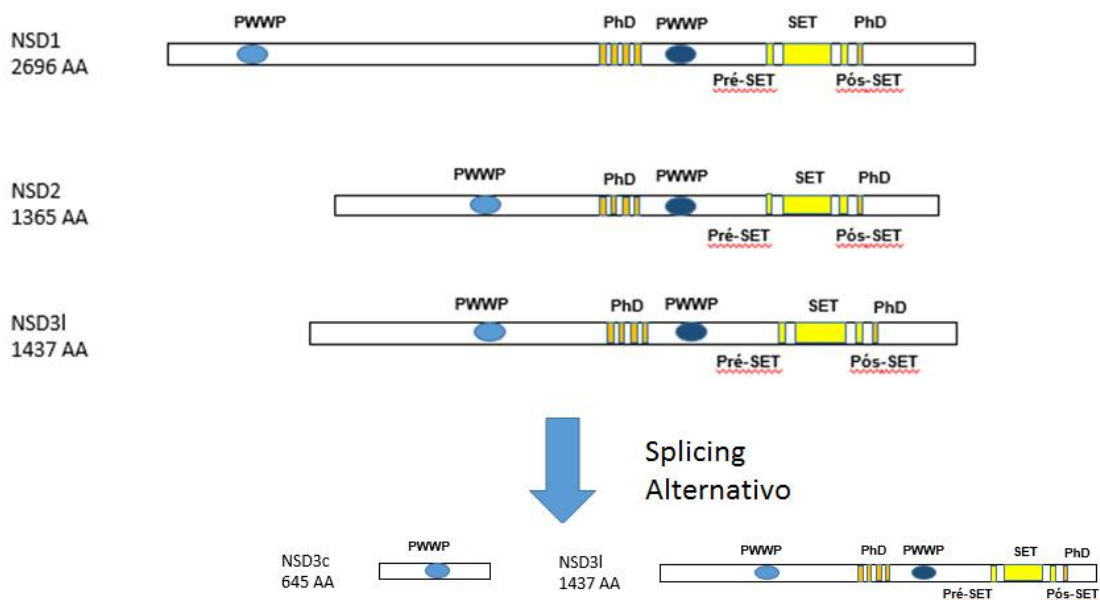 PWWP PhD PWWP SET PhD
NSD1
2696 AA
Pré-SET Pós-SET
PWWP PhD PWWP SET PhD
NSD2
1365 AA
Pré-SET Pós-SET
PWWP PhD PWWP SET PhD
NSD3l
1437 AA
Pré-SET Pós-SET
Splicing
Alternativo
PWWP
NSD3c
645 AA
PWWP PhD PWWP SET PhD
NSD3l
1437 AA
Pré-SET Pós-SET